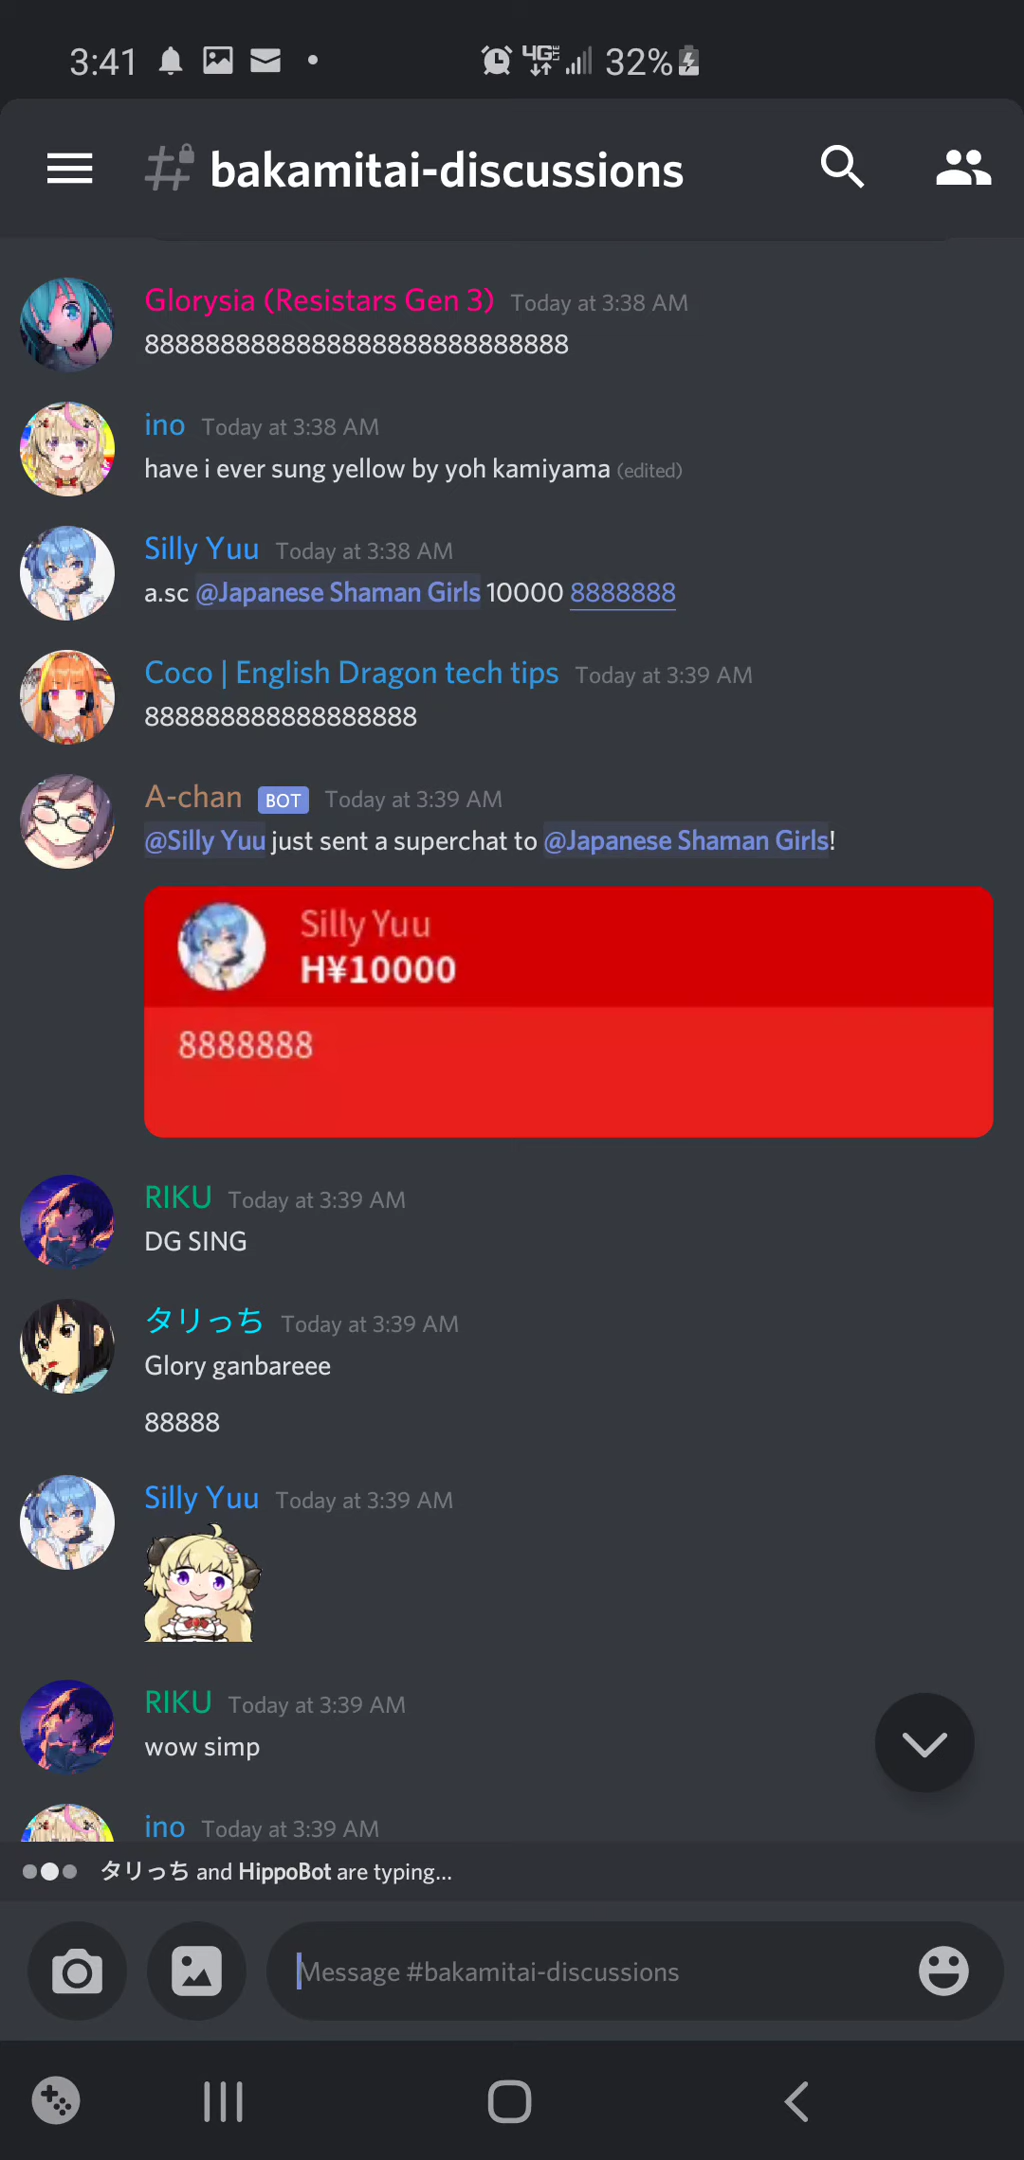 3:41
4G LTE 32%
bakamitai-discussions
Glorysia (Resistars Gen 3) Today at 3:38 AM
8888888888888888888888888888
ino Today at 3:38 AM
have i ever sung yellow by yoh kamiyama (edited)
Silly Yuu Today at 3:38 AM
a.sc @Japanese Shaman Girls 10000 8888888
Coco | English Dragon tech tips Today at 3:39 AM
888888888888888888
A-chan BOT Today at 3:39 AM
@Silly Yuu just sent a superchat to @Japanese Shaman Girls!
Silly Yuu
H¥10000
8888888
RIKU Today at 3:39 AM
DG SING
タリっち Today at 3:39 AM
Glory ganbareee
88888
Silly Yuu Today at 3:39 AM
RIKU Today at 3:39 AM
wow simp
ino Today at 3:39 AM
タリっち and HippoBot are typing...
Message #bakamitai-discussions